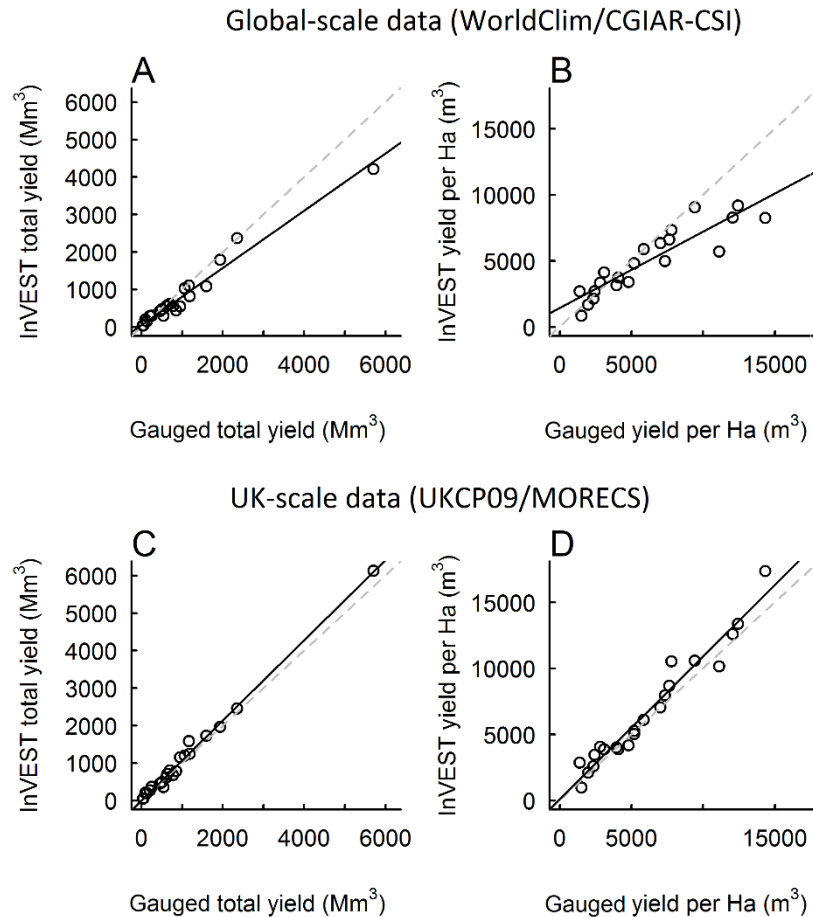 Global-scale data (WorldClim/CGIAR-CSI)
A
InVEST total yield (Mm³)
6000
5000
4000
3000
2000
1000
0
0 2000 4000 6000
Gauged total yield (Mm³)
B
InVEST yield per Ha (m³)
15000
10000
5000
0
0 5000 15000
Gauged yield per Ha (m³)
UK-scale data (UKCP09/MORECS)
C
InVEST total yield (Mm³)
6000
5000
4000
3000
2000
1000
0
0 2000 4000 6000
Gauged total yield (Mm³)
D
InVEST yield per Ha (m³)
15000
10000
5000
0
0 5000 15000
Gauged yield per Ha (m³)